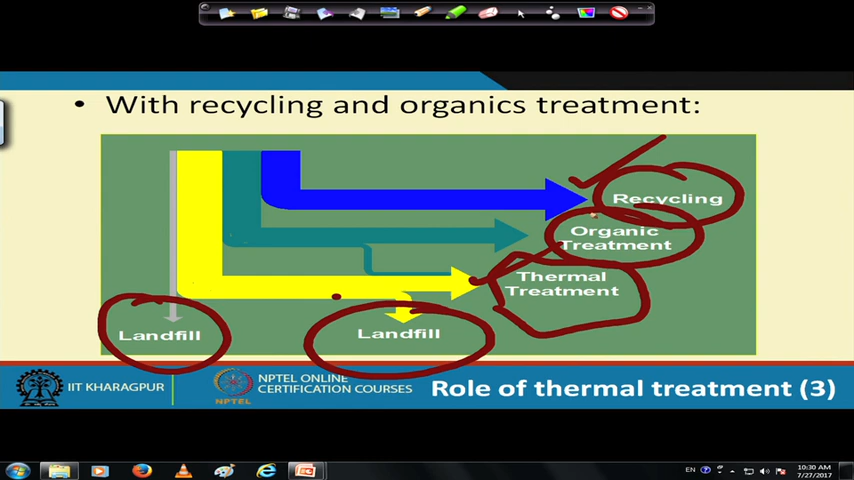 • With recycling and organics treatment:
Recycling
Organic
Treatment
Thermal
Treatment
Landfill
Landfill
IIT KHARAGPUR
NPTEL
NPTEL ONLINE
CERTIFICATION COURSES
Role of thermal treatment (3)
EN
10:30 AM
7/27/2017